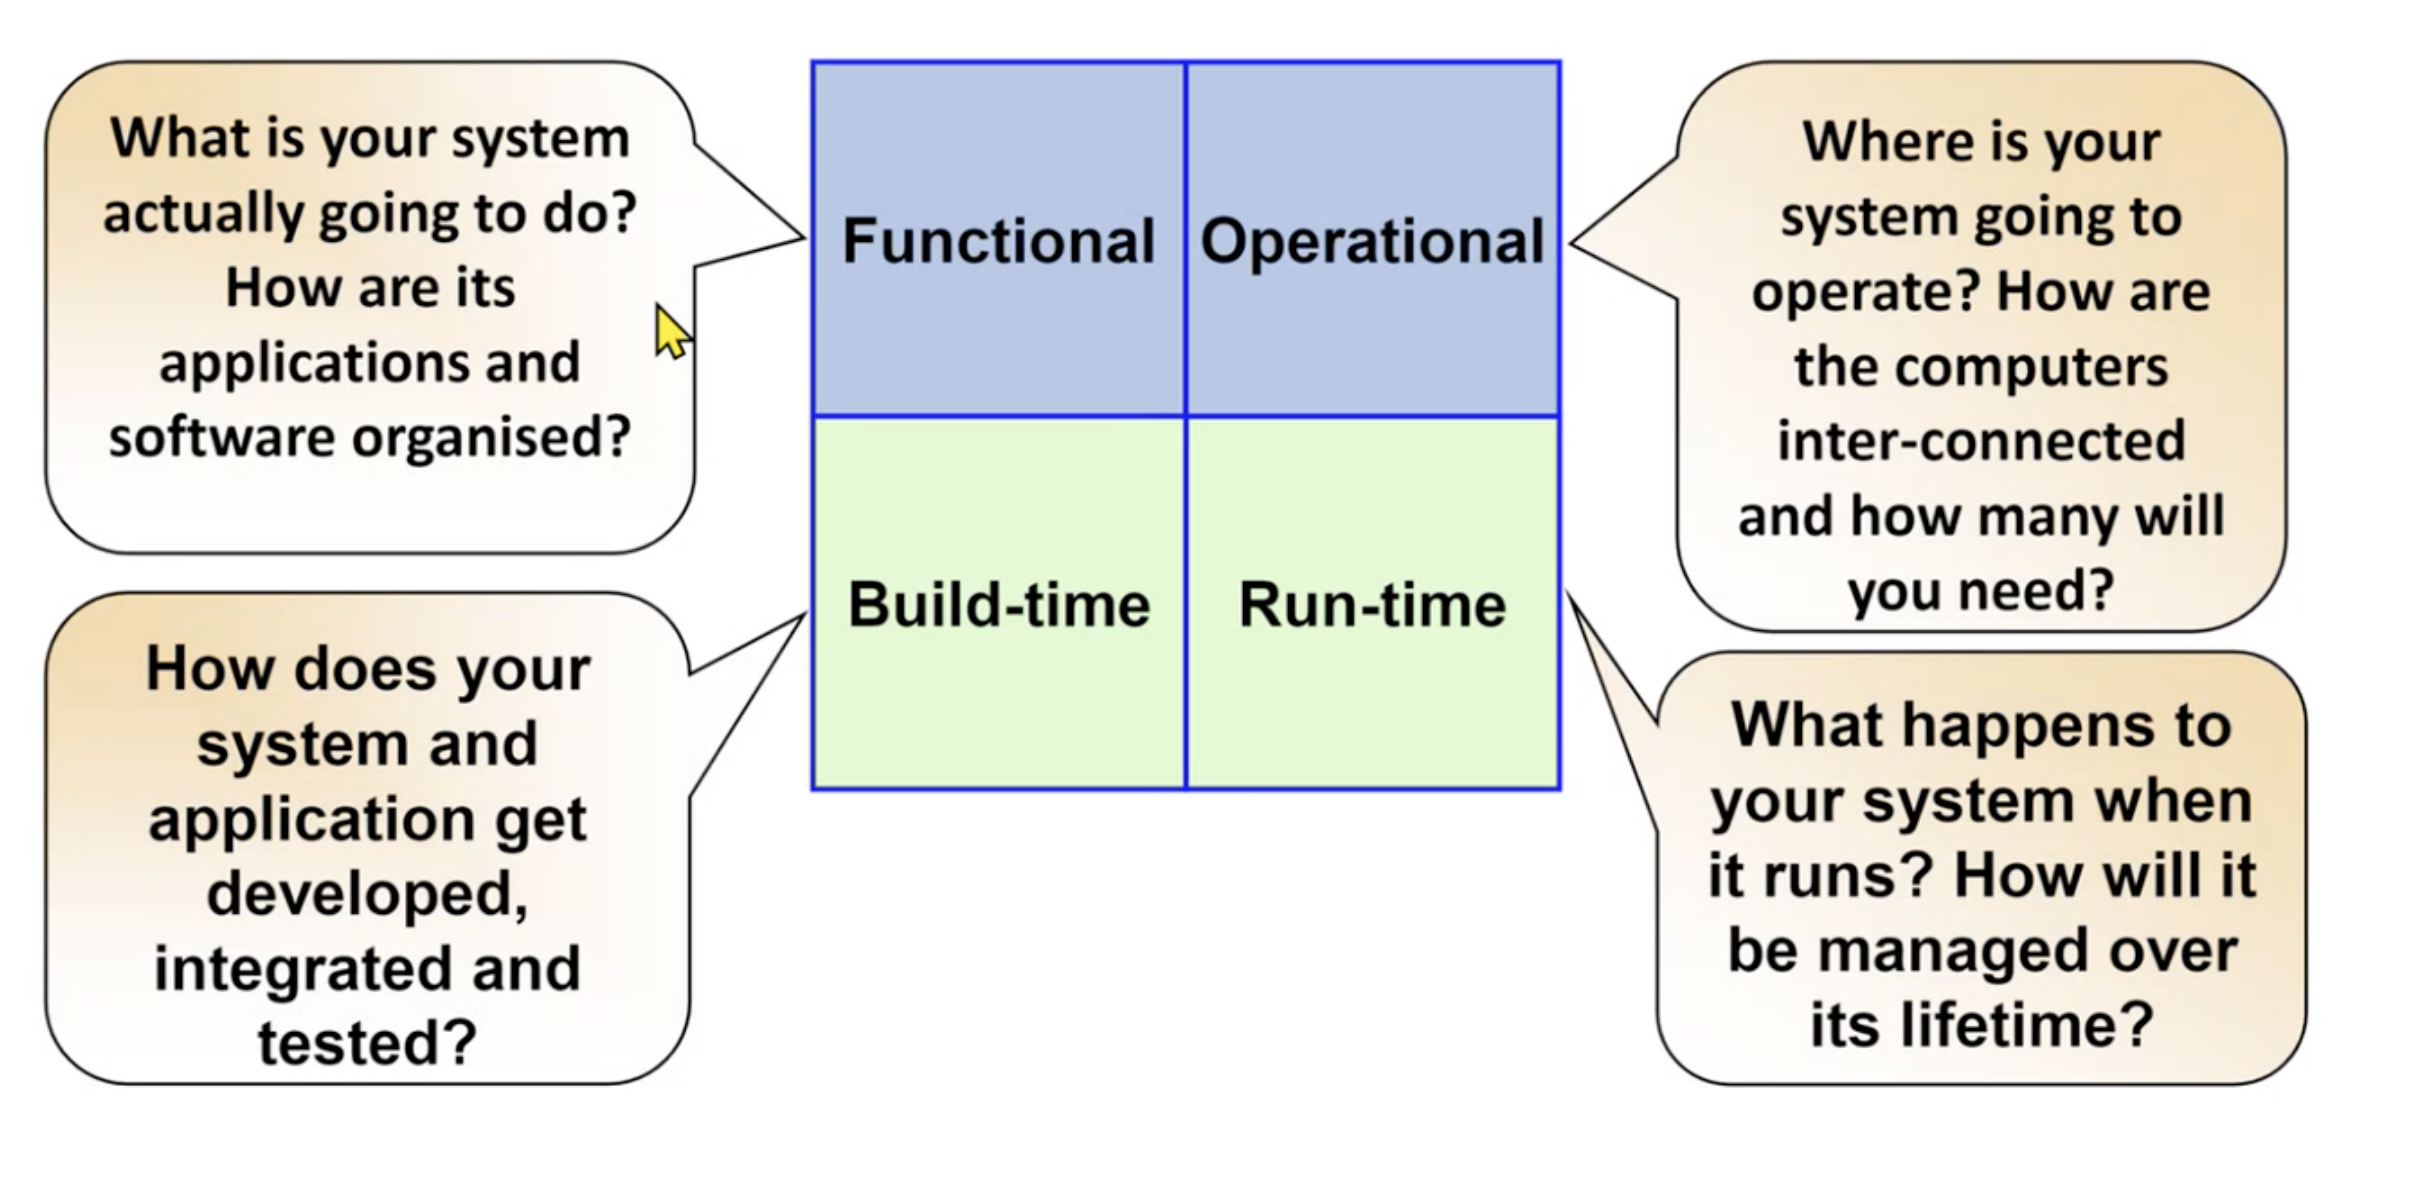 What is your system
actually going to do?
How are its
applications and
software organised?
Functional
Operational
Where is your
system going to
operate? How are
the computers
inter-connected
and how many will
you need?
How does your
system and
application get
developed,
integrated and
tested?
Build-time
Run-time
What happens to
your system when
it runs? How will it
be managed over
its lifetime?